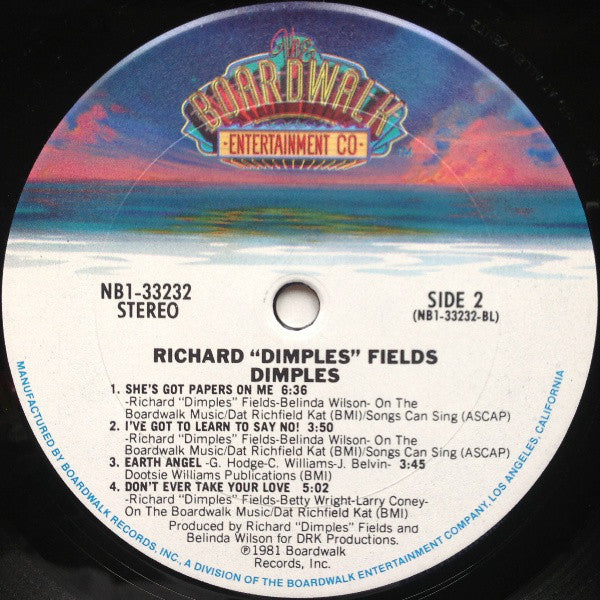 The
BOARDWALK
·ENTERTAINMENT CO·
NB1-33232
STEREO
SIDE 2
(NB1-33232-BL)
RICHARD “DIMPLES” FIELDS
DIMPLES
1. SHE'S GOT PAPERS ON ME 6:36
-Richard “Dimples” Fields-Belinda Wilson- On The
Boardwalk Music/Dat Richfield Kat (BMI)/Songs Can Sing (ASCAP)
2. I'VE GOT TO LEARN TO SAY NO! 3:50
-Richard “Dimples” Fields-Belinda Wilson- On The
Boardwalk Music/Dat Richfield Kat (BMI)/Songs Can Sing (ASCAP)
3. EARTH ANGEL -G. Hodge-C. Williams-J. Belvin- 3:45
Dootsie Williams Publications (BMI)
4. DON'T EVER TAKE YOUR LOVE 5:02
-Richard “Dimples” Fields-Betty Wright-Larry Coney-
On The Boardwalk Music/Dat Richfield Kat (BMI)
Produced by Richard “Dimples” Fields and
Belinda Wilson for DRK Productions.
℗1981 Boardwalk
Records, Inc.
MANUFACTURED BY BOARDWALK RECORDS, INC., A DIVISION OF THE BOARDWALK ENTERTAINMENT COMPANY, LOS ANGELES, CALIFORNIA